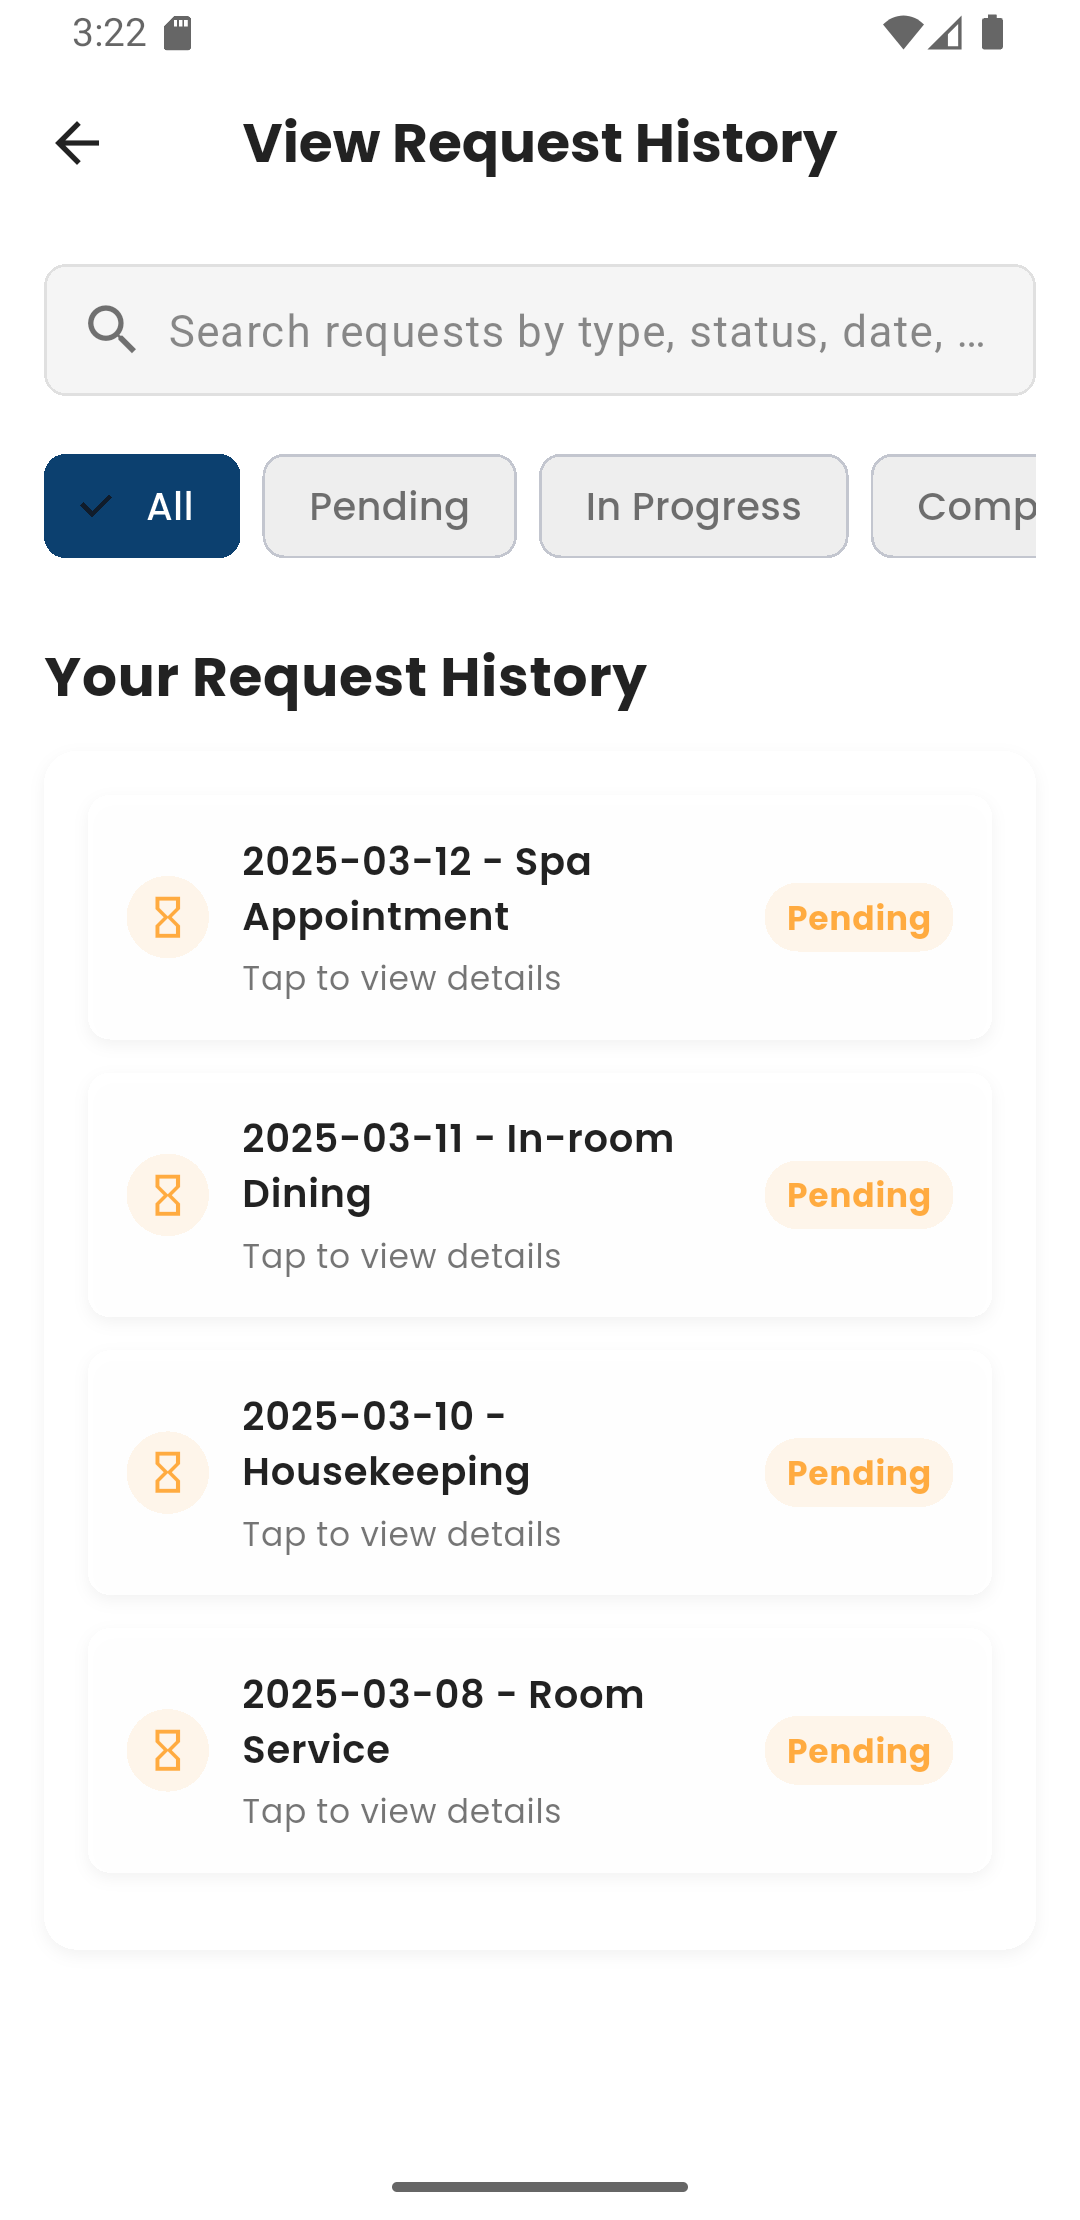 3:22
View Request History
Search requests by type, status, date, …
All
Pending
In Progress
Comp
Your Request History
2025-03-12 - Spa
Appointment
Tap to view details
Pending
2025-03-11 - In-room
Dining
Tap to view details
Pending
2025-03-10 -
Housekeeping
Tap to view details
Pending
2025-03-08 - Room
Service
Tap to view details
Pending